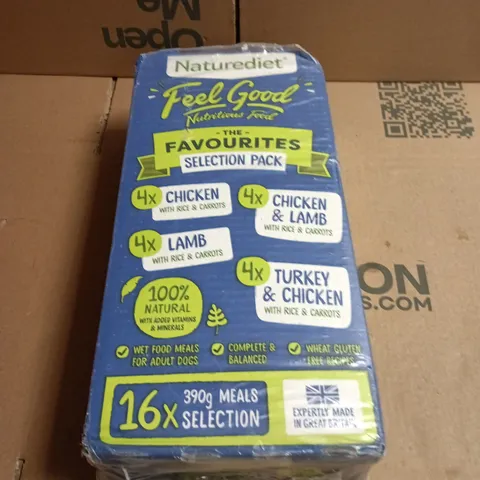 Open
Me
Naturediet
Feel Good
Nutritious Food
- THE -
FAVOURITES
SELECTION PACK
4x CHICKEN
WITH RICE & CARROTS
4x CHICKEN
& LAMB
WITH RICE & CARROTS
4x LAMB
WITH RICE & CARROTS
4x TURKEY
& CHICKEN
WITH RICE & CARROTS
100%
NATURAL
WITH ADDED VITAMINS
& MINERALS
WET FOOD MEALS
FOR ADULT DOGS
COMPLETE &
BALANCED
WHEAT GLUTEN
FREE RECIPES
16x 390g MEALS
SELECTION
EXPERTLY MADE
IN GREAT BRITAIN
ON
S.COM